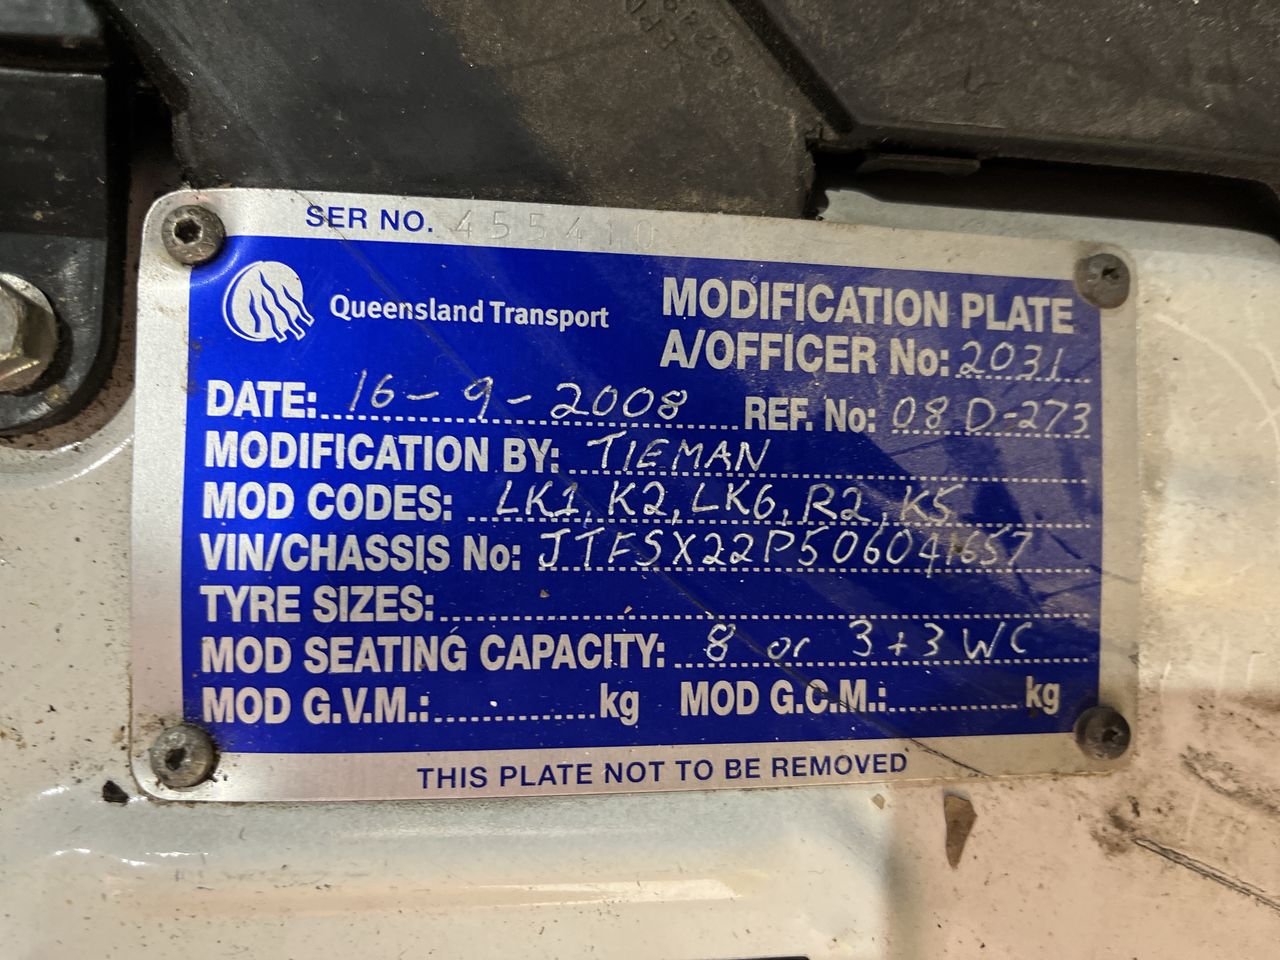 SER NO. 455410
Queensland Transport
MODIFICATION PLATE
A/OFFICER No: 2031
DATE: 16-9-2008 REF. No: 08 D-273
MODIFICATION BY: TIEMAN
MOD CODES: LK1, K2, LK6, R2, K5
VIN/CHASSIS No: JTFSX22P506041657
TYRE SIZES:
MOD SEATING CAPACITY: 8 or 3+3 WC
MOD G.V.M.: kg MOD G.C.M.: kg
THIS PLATE NOT TO BE REMOVED